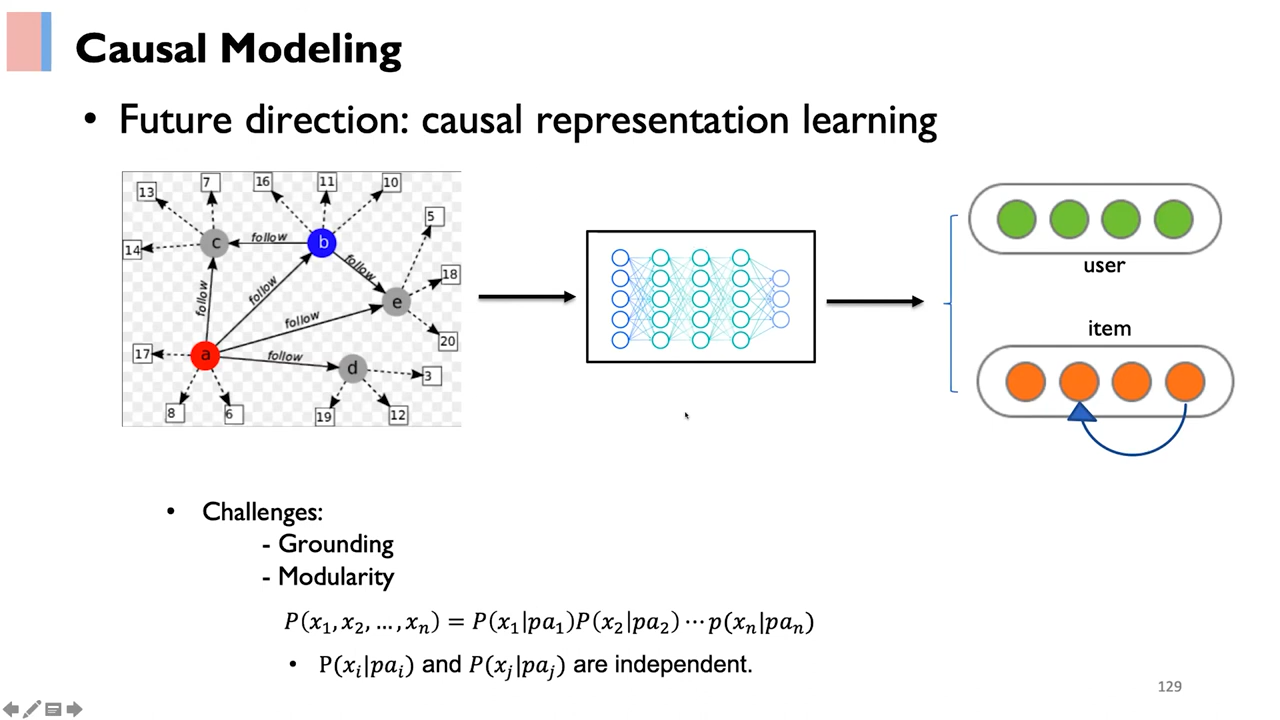 Causal Modeling
• Future direction: causal representation learning
13
7
16
11
10
5
14
c
follow
b
follow
18
follow
follow
e
follow
20
17
a
follow
d
3
8
6
19
12
user
item
• Challenges:
- Grounding
- Modularity
P(x₁, x₂, …, xₙ) = P(x₁|pa₁)P(x₂|pa₂) ⋯ p(xₙ|paₙ)
• P(xᵢ|paᵢ) and P(xⱼ|paⱼ) are independent.
129